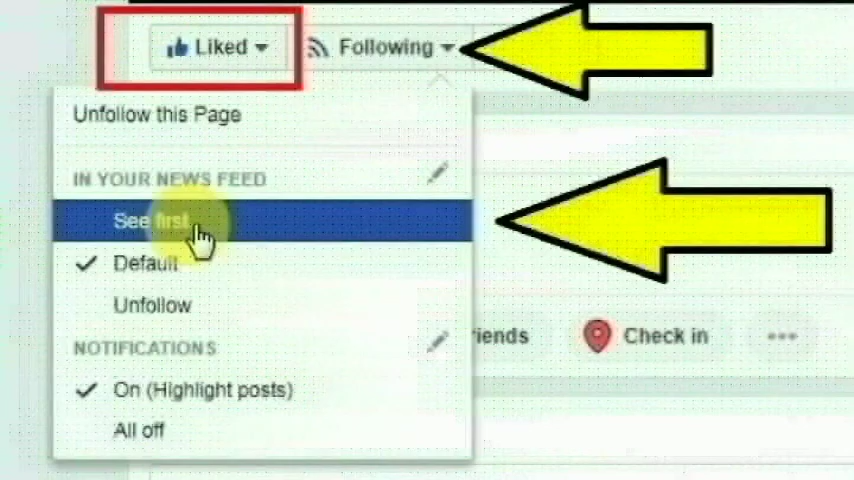 Liked Following
Unfollow this Page
IN YOUR NEWS FEED
See first
Default
Unfollow
riends Check in
NOTIFICATIONS
On (Highlight posts)
All off